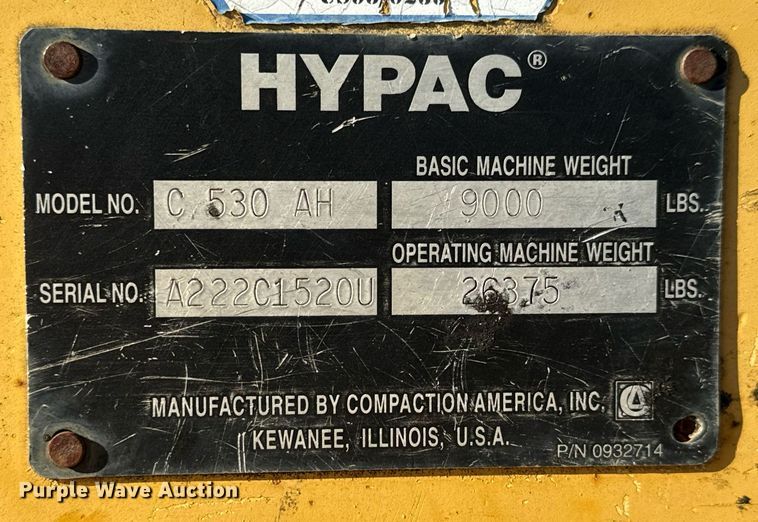 HYPAC®
BASIC MACHINE WEIGHT
MODEL NO. C 530 AH 9000 LBS.
OPERATING MACHINE WEIGHT
SERIAL NO. A222C1520U 26375 LBS.
MANUFACTURED BY COMPACTION AMERICA, INC.
KEWANEE, ILLINOIS, U.S.A.
P/N 0932714
Purple Wave Auction